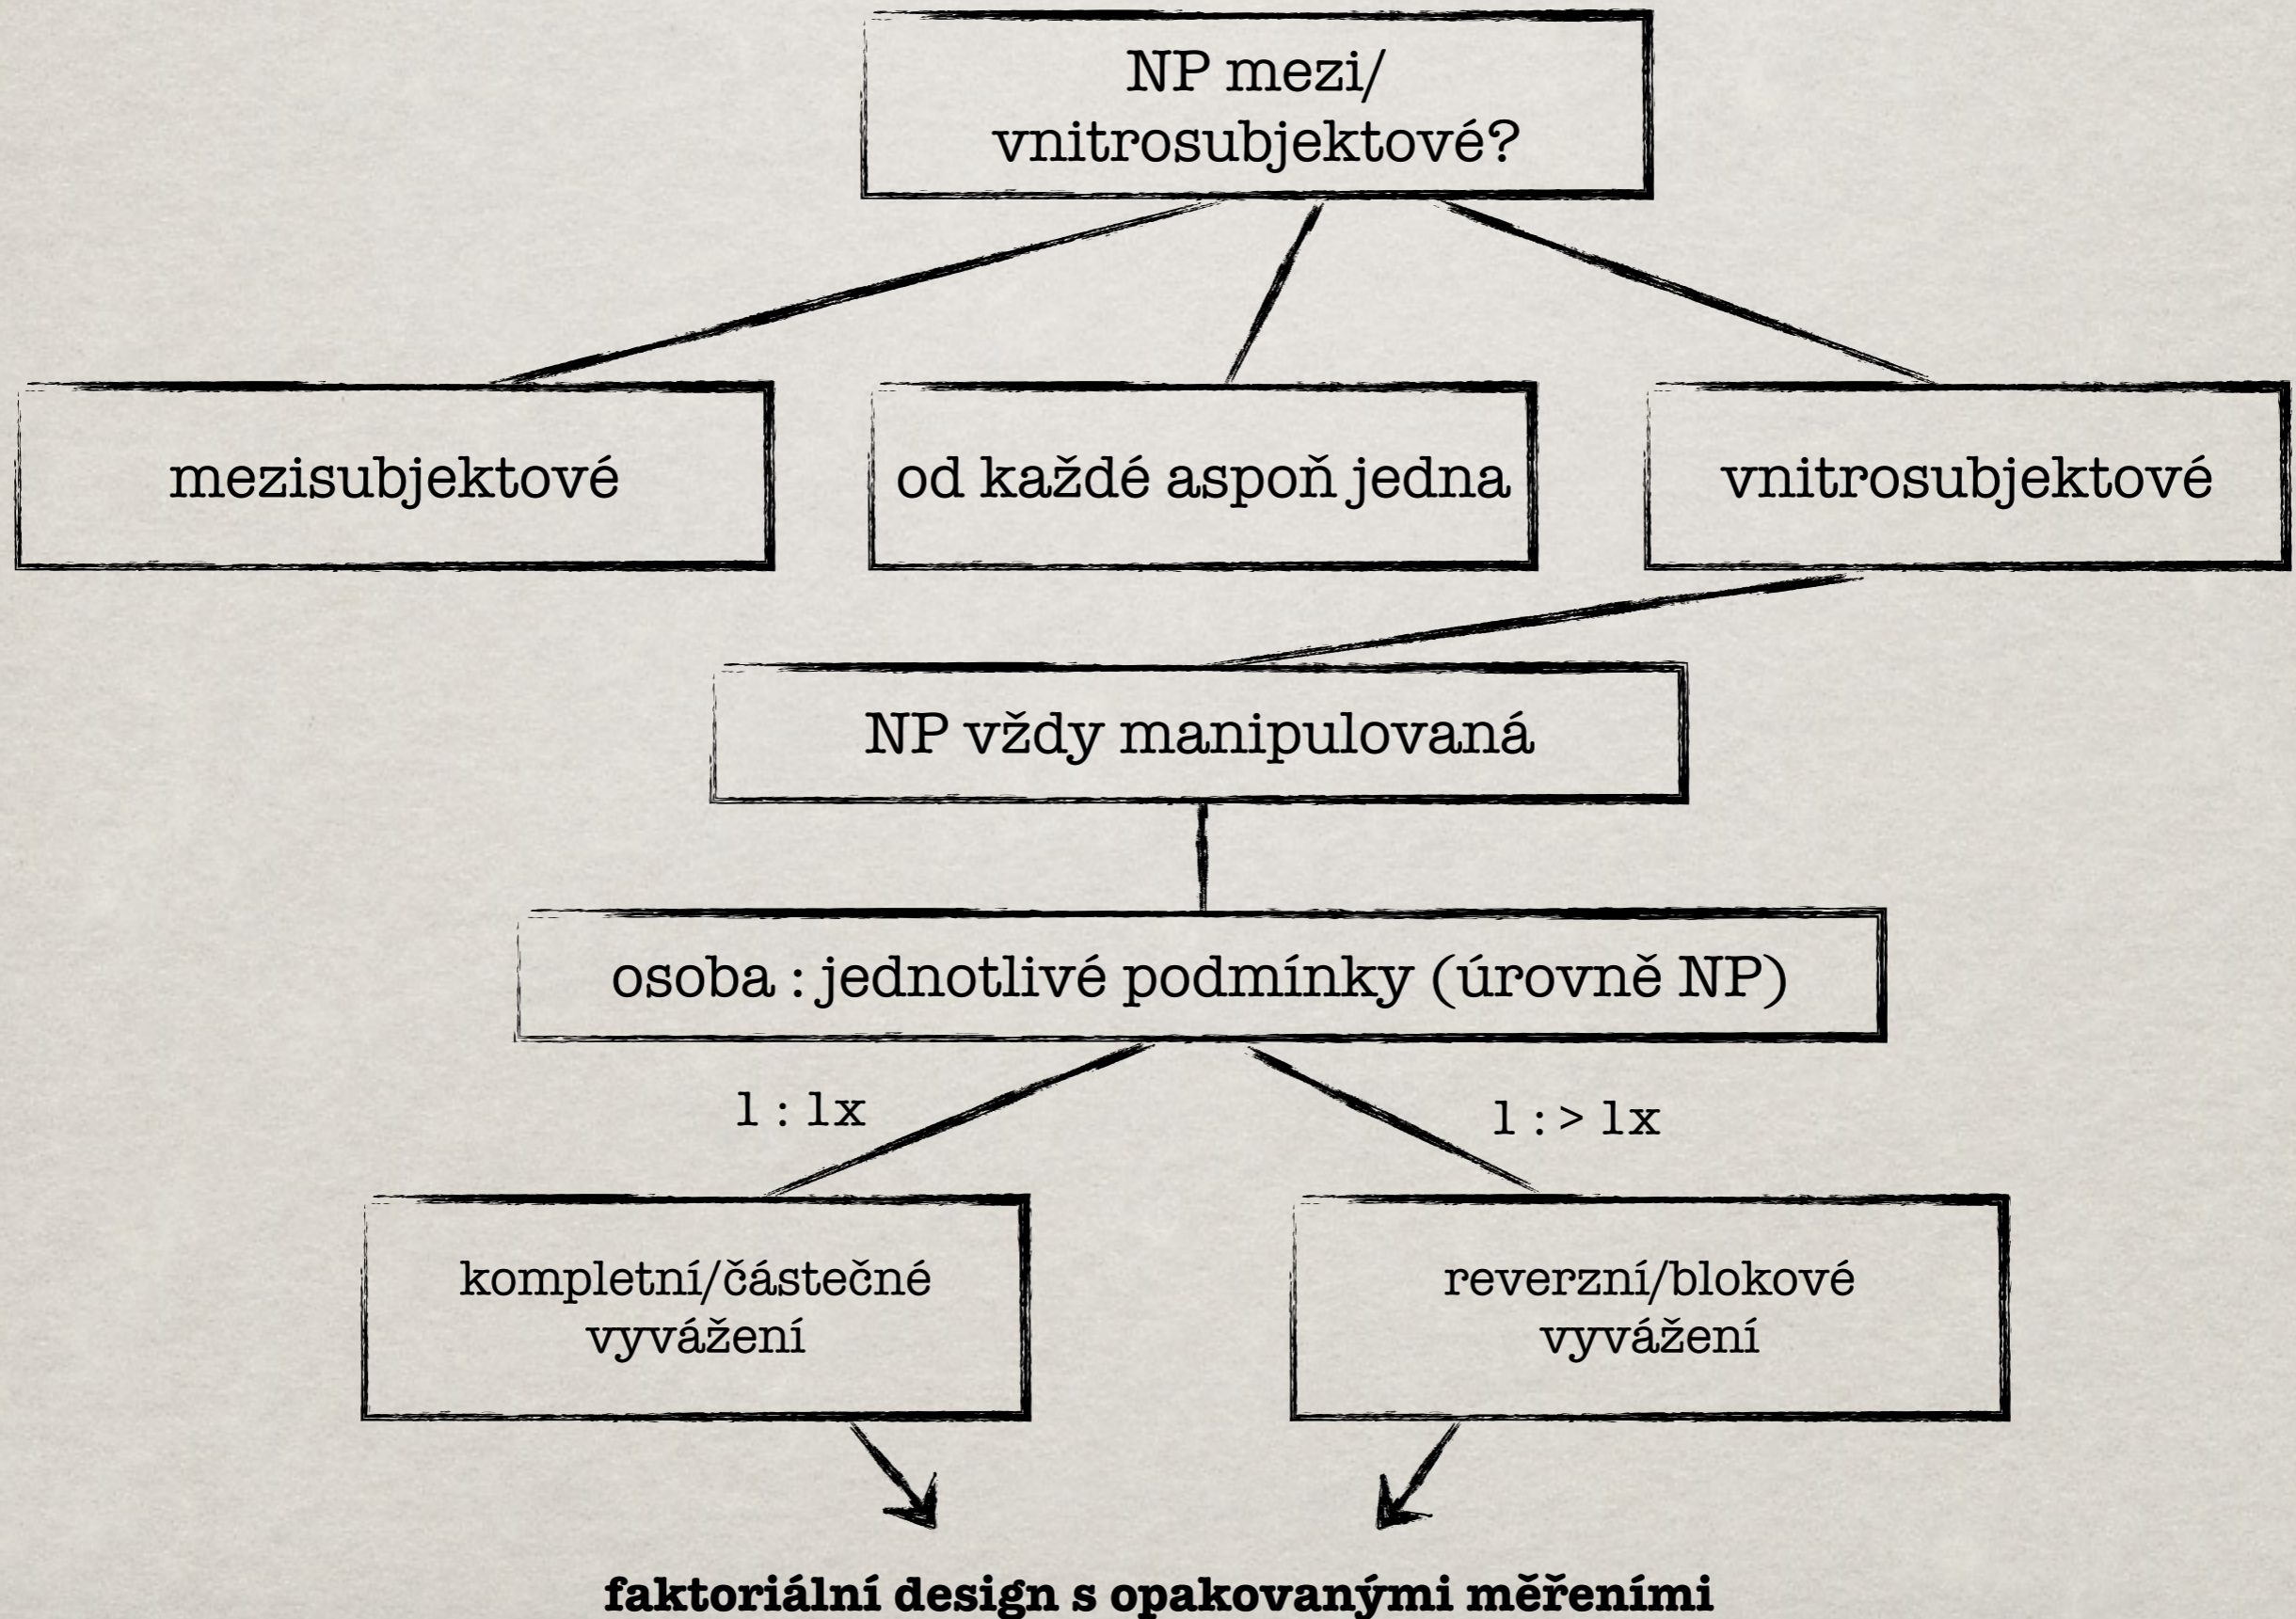 NP mezi/
vnitrosubjektové?
mezisubjektové
od každé aspoň jedna
vnitrosubjektové
NP vždy manipulovaná
osoba : jednotlivé podmínky (úrovně NP)
1 : 1x
1 : > 1x
kompletní/částečné
vyvážení
reverzní/blokové
vyvážení
faktoriální design s opakovanými měřeními